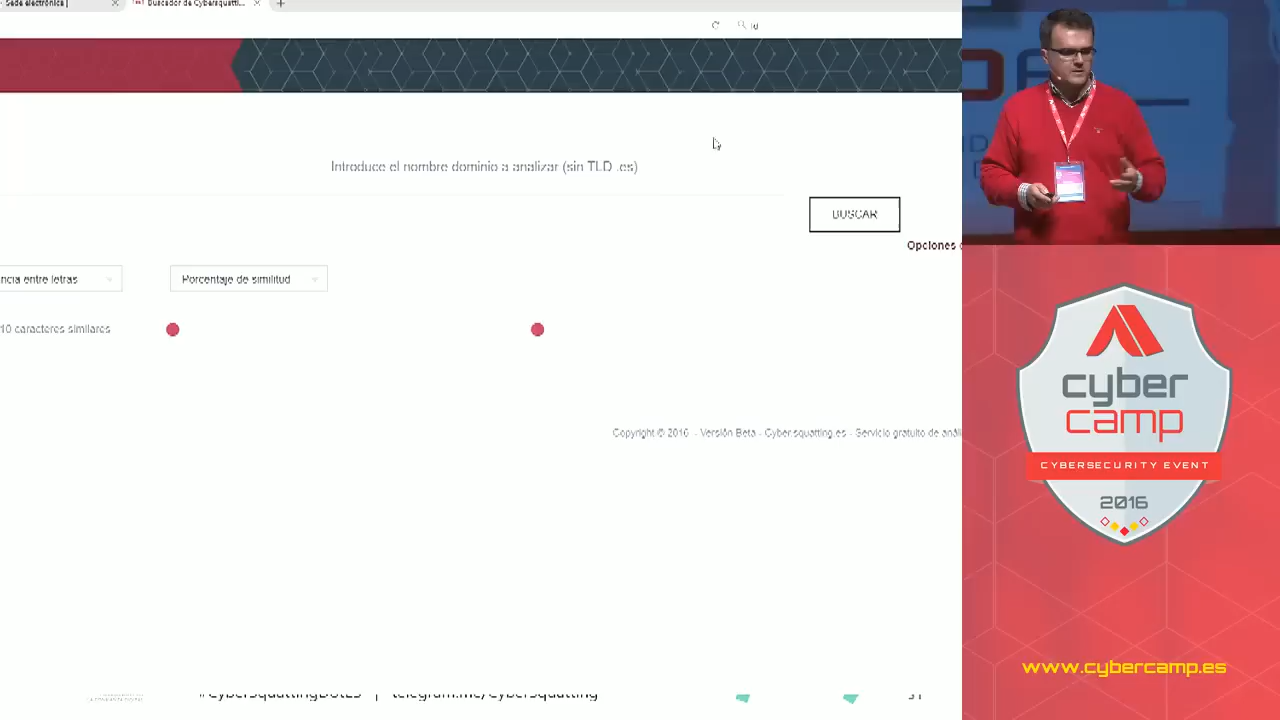 Sede electrónica |
Buscador de Cybersquatti...
Introduce el nombre dominio a analizar (sin TLD .es)
BUSCAR
Opciones
ncia entre letras
Porcentaje de similitud
10 caracteres similares
Copyright © 2016 - Versión Beta - Cyber.squatting.es - Servicio gratuito de análi
#CybersquattingDotES | telegram.me/Cybersquatting
31
cyber
camp
CYBERSECURITY EVENT
2016
www.cybercamp.es